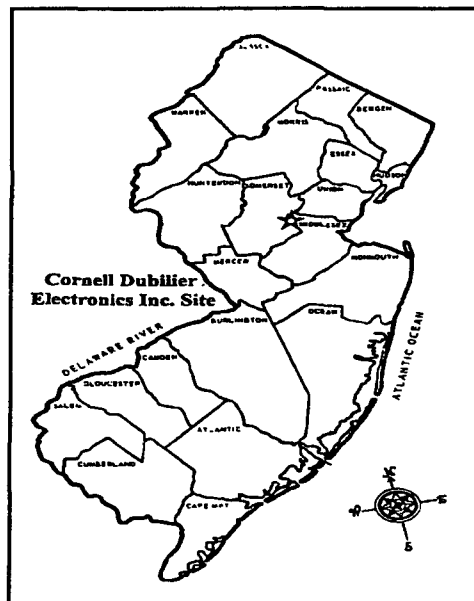 SUSSEX
PASSAIC
BERGEN
WARREN
MORRIS
ESSEX
HUDSON
HUNTERDON
SOMERSET
UNION
MIDDLESEX
MERCER
MONMOUTH
Cornell Dubilier
Electronics Inc. Site
BURLINGTON
OCEAN
DELAWARE RIVER
CAMDEN
GLOUCESTER
ATLANTIC OCEAN
SALEM
ATLANTIC
CUMBERLAND
CAPE MAY
N
W
E
S